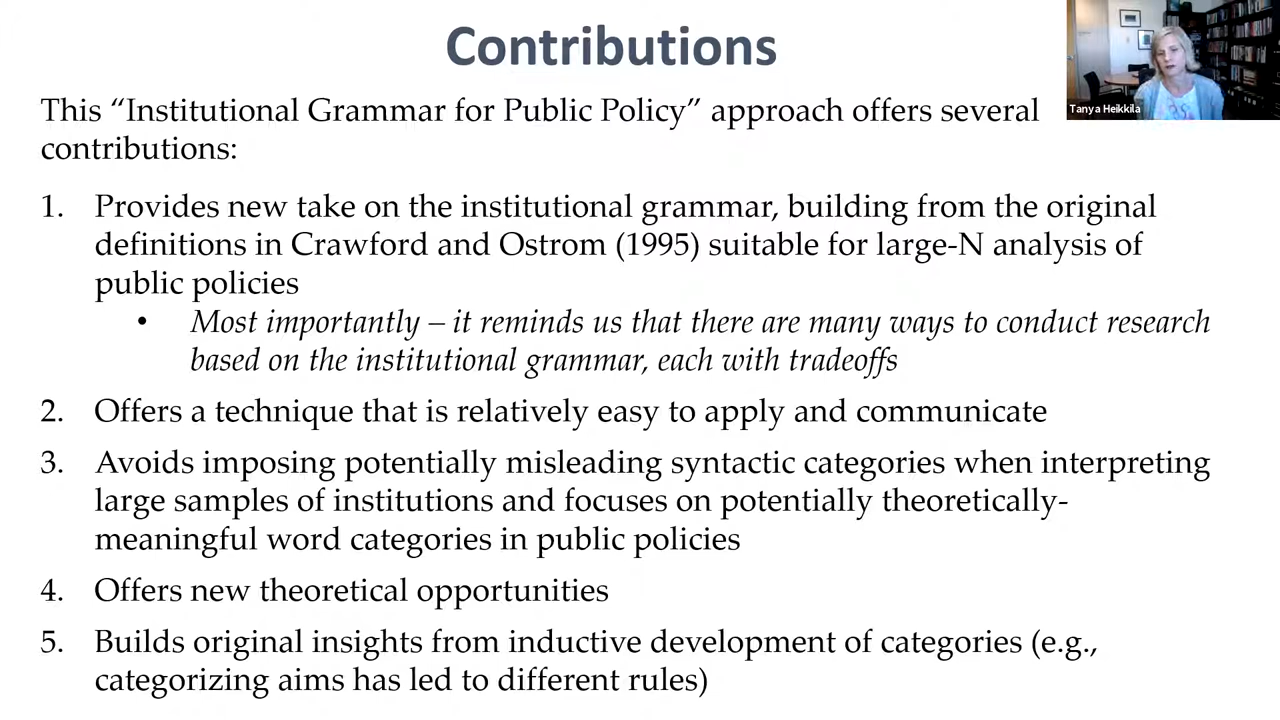 Contributions
Tanya Heikkila
This “Institutional Grammar for Public Policy” approach offers several
contributions:
1. Provides new take on the institutional grammar, building from the original
definitions in Crawford and Ostrom (1995) suitable for large-N analysis of
public policies
• Most importantly – it reminds us that there are many ways to conduct research
based on the institutional grammar, each with tradeoffs
2. Offers a technique that is relatively easy to apply and communicate
3. Avoids imposing potentially misleading syntactic categories when interpreting
large samples of institutions and focuses on potentially theoretically-
meaningful word categories in public policies
4. Offers new theoretical opportunities
5. Builds original insights from inductive development of categories (e.g.,
categorizing aims has led to different rules)